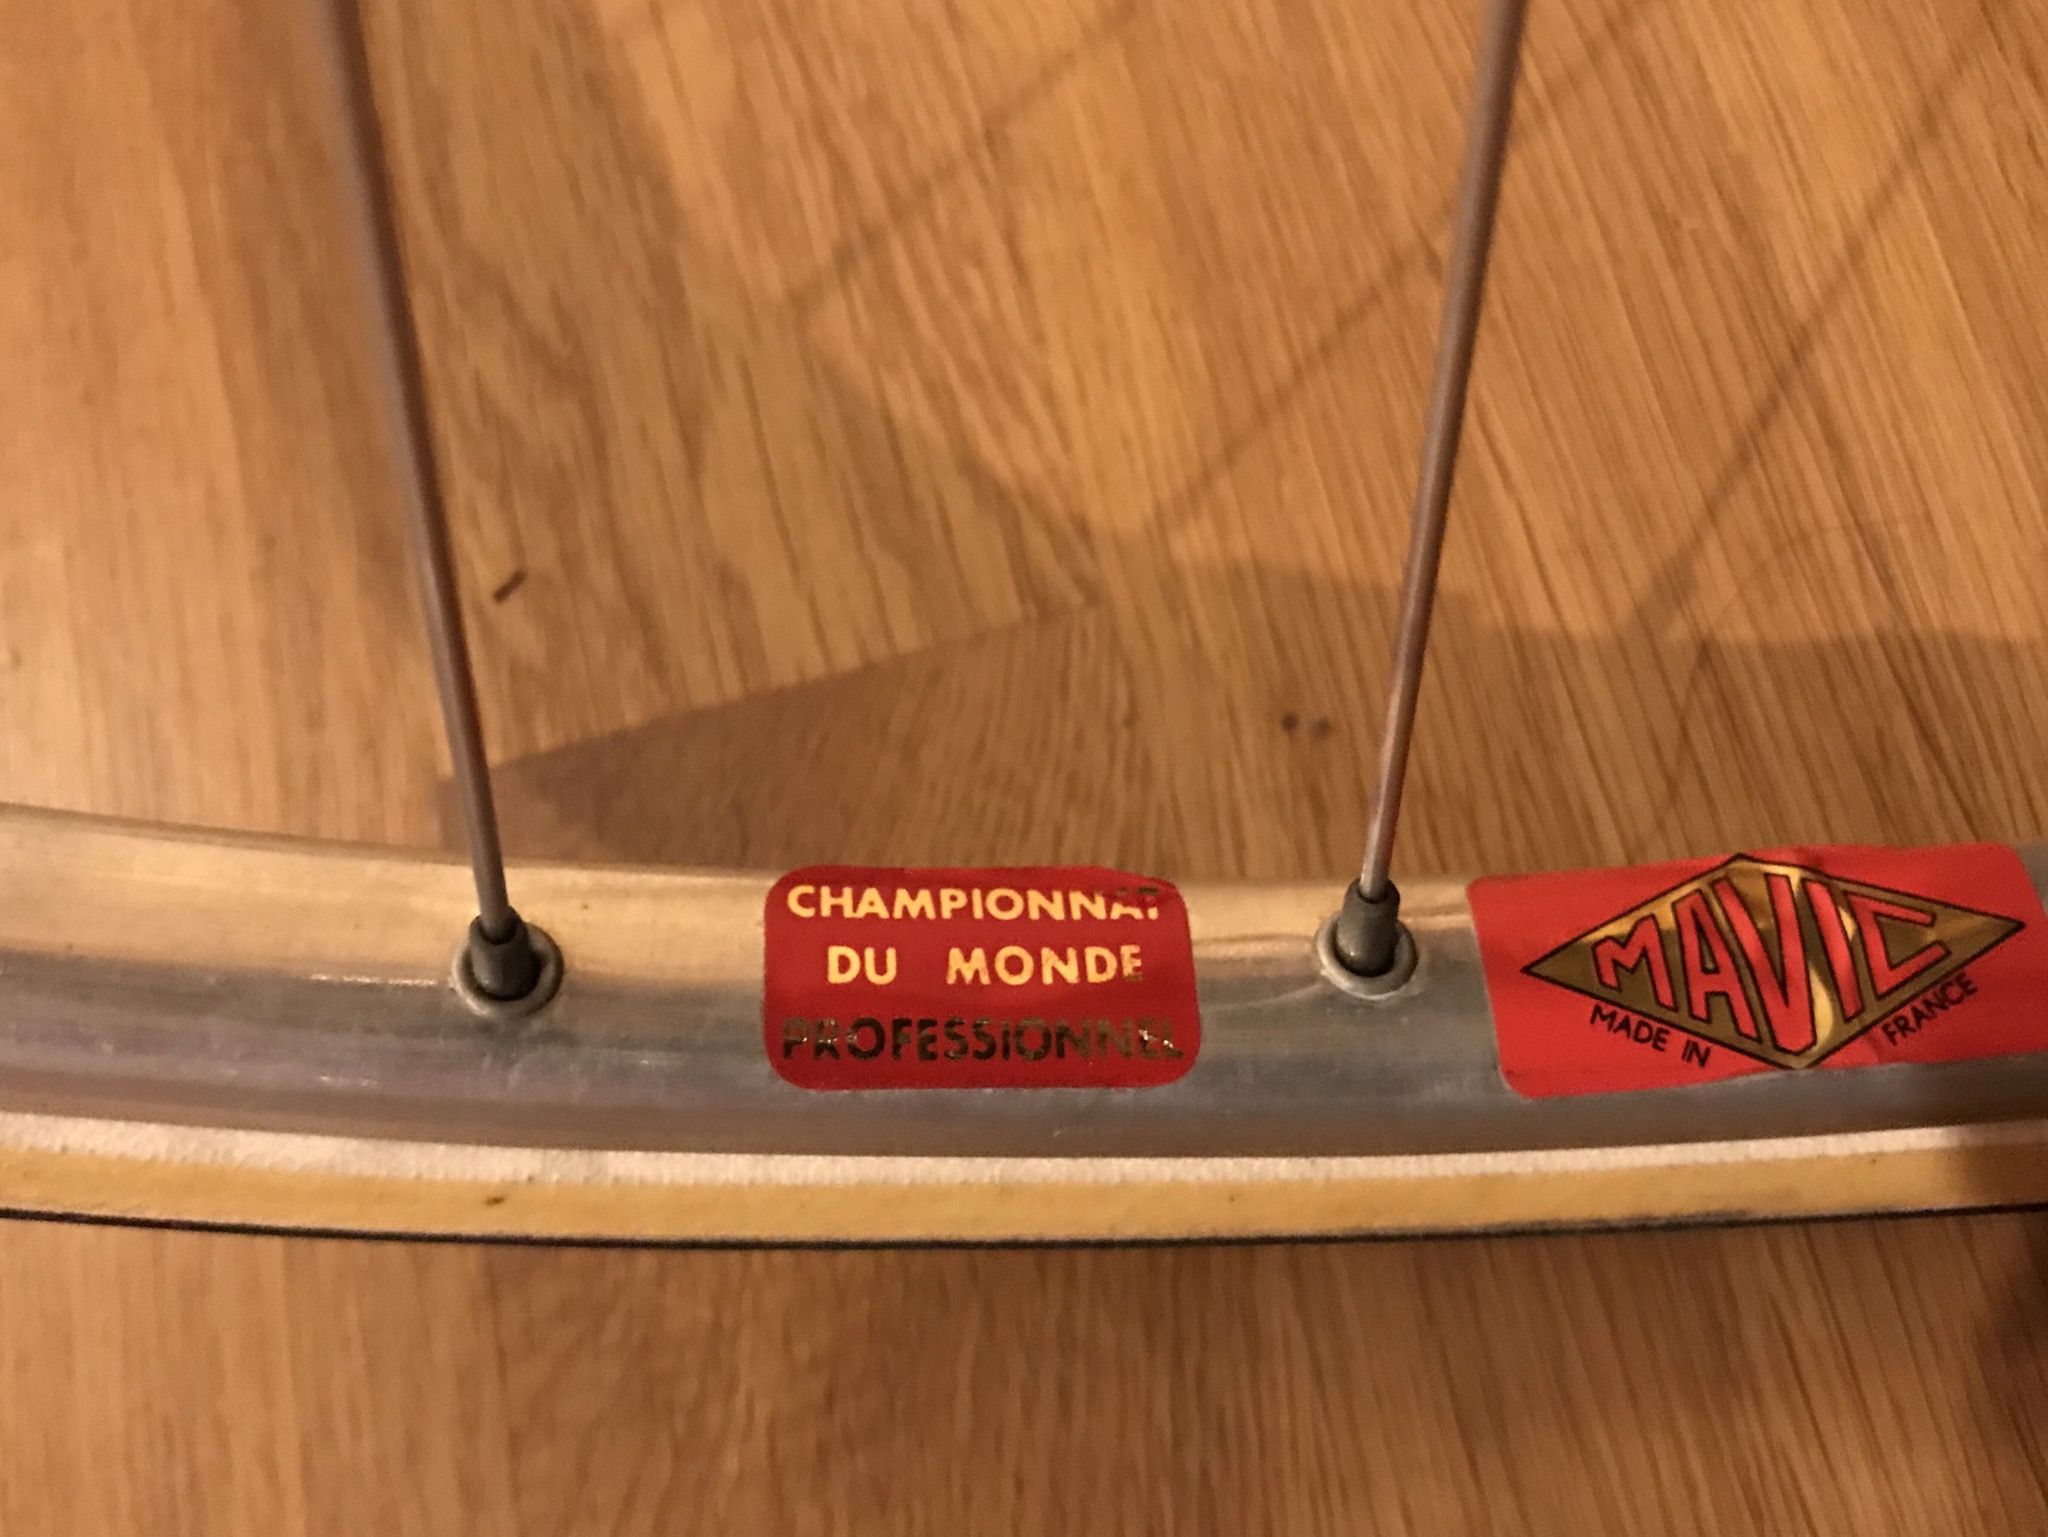 CHAMPIONNAT
DU MONDE
PROFESSIONNEL
MAVIC
MADE IN FRANCE